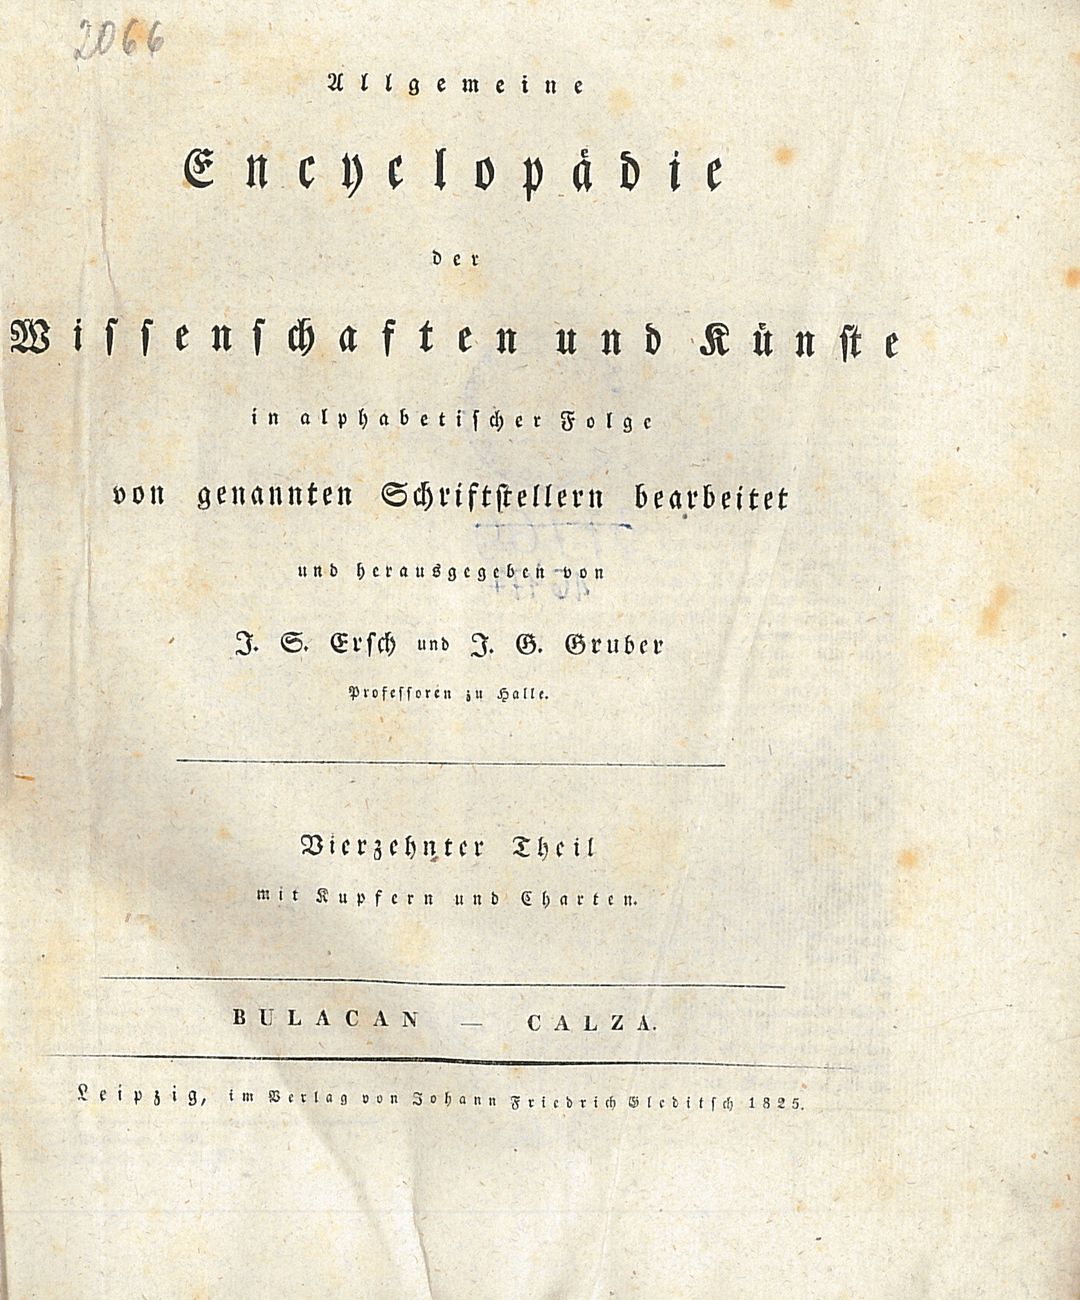 2066
Allgemeine
Encyclopädie
der
Wissenschaften und Künste
in alphabetischer Folge
von genannten Schriftstellern bearbeitet
und herausgegeben von
J. S. Ersch und J. G. Gruber
Professoren zu Halle.
Vierzehnter Theil
mit Kupfern und Charten.
BULACAN — CALZA.
Leipzig, im Verlag von Johann Friedrich Gleditsch 1825.